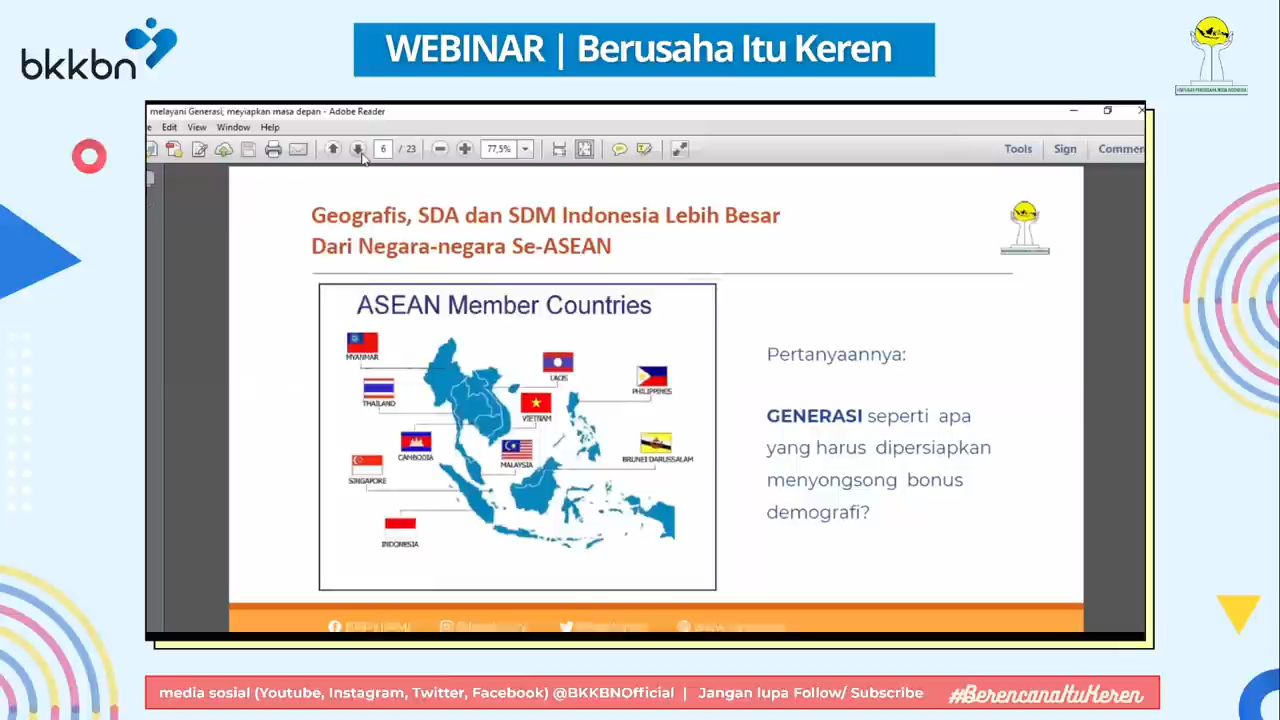 bkkbn
WEBINAR | Berusaha Itu Keren
melayani Generasi, meyiapkan masa depan - Adobe Reader
Edit View Window Help
6 / 23
77,5%
Tools Sign Commen
Geografis, SDA dan SDM Indonesia Lebih Besar
Dari Negara-negara Se-ASEAN
ASEAN Member Countries
MYANMAR
LAOS
THAILAND
PHILIPPINES
VIETNAM
CAMBODIA
MALAYSIA
BRUNEI DARUSSALAM
SINGAPORE
INDONESIA
Pertanyaannya:
GENERASI seperti apa
yang harus dipersiapkan
menyongsong bonus
demografi?
media sosial (Youtube, Instagram, Twitter, Facebook) @BKKBNOfficial | Jangan lupa Follow/ Subscribe
#BerencanaItuKeren